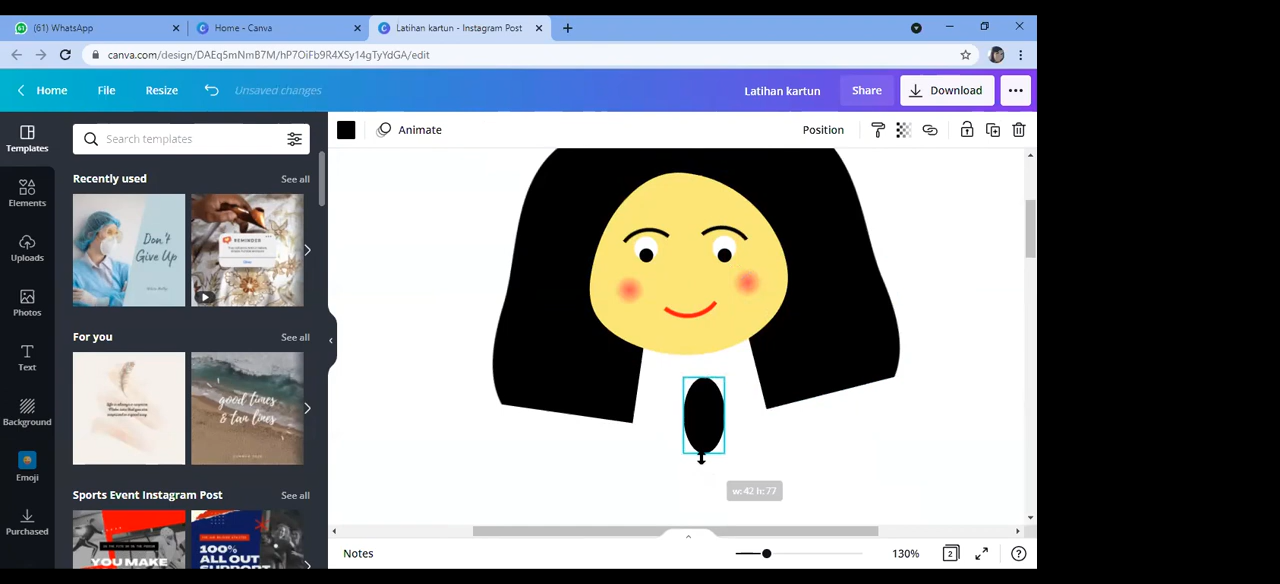 (61) WhatsApp
Home - Canva
Latihan kartun - Instagram Post
canva.com/design/DAEq5mNmB7M/hP7OiFb9R4XSy14gTyYdGA/edit
Home
File
Resize
Unsaved changes
Latihan kartun
Share
Download
Templates
Search templates
Animate
Position
Recently used
See all
Elements
Don't
Give Up
REMINDER
Uploads
Photos
For you
See all
Text
good times
& tan lines
Background
Emoji
w: 42 h: 77
Sports Event Instagram Post
See all
Purchased
YOU MAKE
100%
ALL OUT
SUPPORT
Notes
130%
2